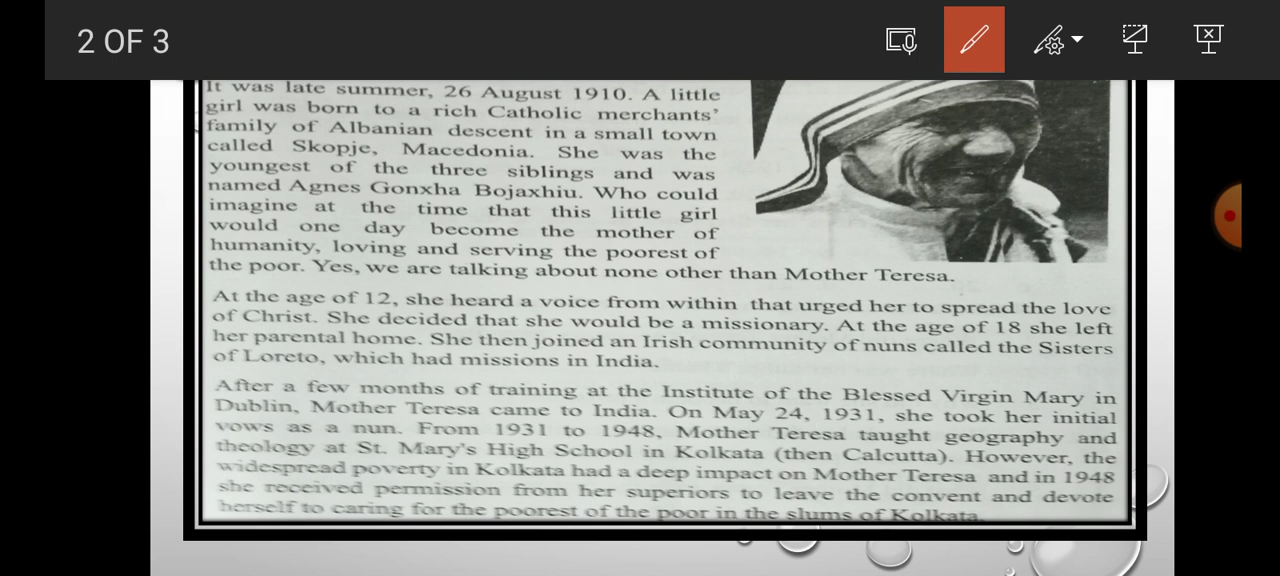 2 OF 3
It was late summer, 26 August 1910. A little
girl was born to a rich Catholic merchants'
family of Albanian descent in a small town
called Skopje, Macedonia. She was the
youngest of the three siblings and was
named Agnes Gonxha Bojaxhiu. Who could
imagine at the time that this little girl
would one day become the mother of
humanity, loving and serving the poorest of
the poor. Yes, we are talking about none other than Mother Teresa.
At the age of 12, she heard a voice from within that urged her to spread the love
of Christ. She decided that she would be a missionary. At the age of 18 she left
her parental home. She then joined an Irish community of nuns called the Sisters
of Loreto, which had missions in India.
After a few months of training at the Institute of the Blessed Virgin Mary in
Dublin, Mother Teresa came to India. On May 24, 1931, she took her initial
vows as a nun. From 1931 to 1948, Mother Teresa taught geography and
theology at St. Mary's High School in Kolkata (then Calcutta). However, the
widespread poverty in Kolkata had a deep impact on Mother Teresa and in 1948
she received permission from her superiors to leave the convent and devote
herself to caring for the poorest of the poor in the slums of Kolkata.